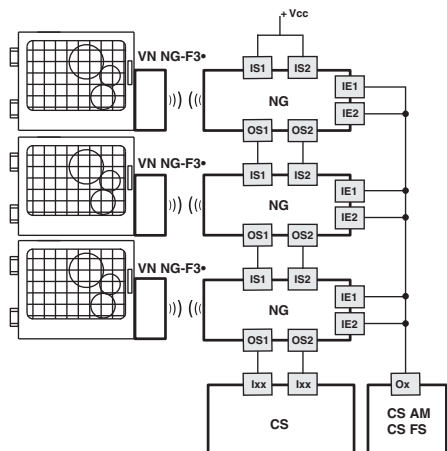 + Vcc
VN NG-F3•
IS1 IS2
IE1
NG
IE2
OS1 OS2
VN NG-F3•
IS1 IS2
IE1
NG
IE2
OS1 OS2
VN NG-F3•
IS1 IS2
IE1
NG
IE2
OS1 OS2
Ixx Ixx Ox
CS
CS AM
CS FS